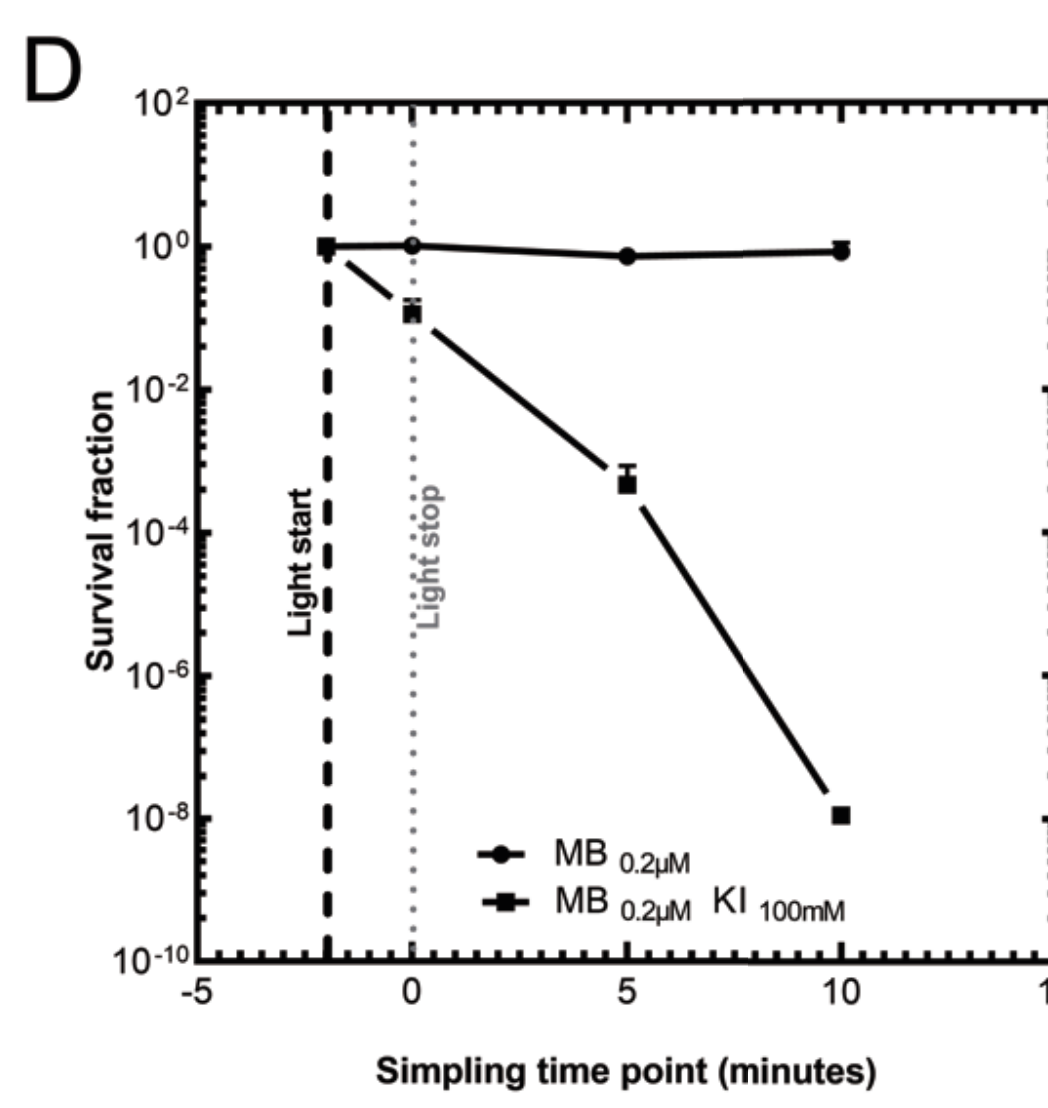 D
10²
10⁰
10⁻²
10⁻⁴
10⁻⁶
10⁻⁸
10⁻¹⁰
Survival fraction
Light start
Light stop
MB 0.2µM
MB 0.2µM KI 100mM
-5 0 5 10 1
Simpling time point (minutes)